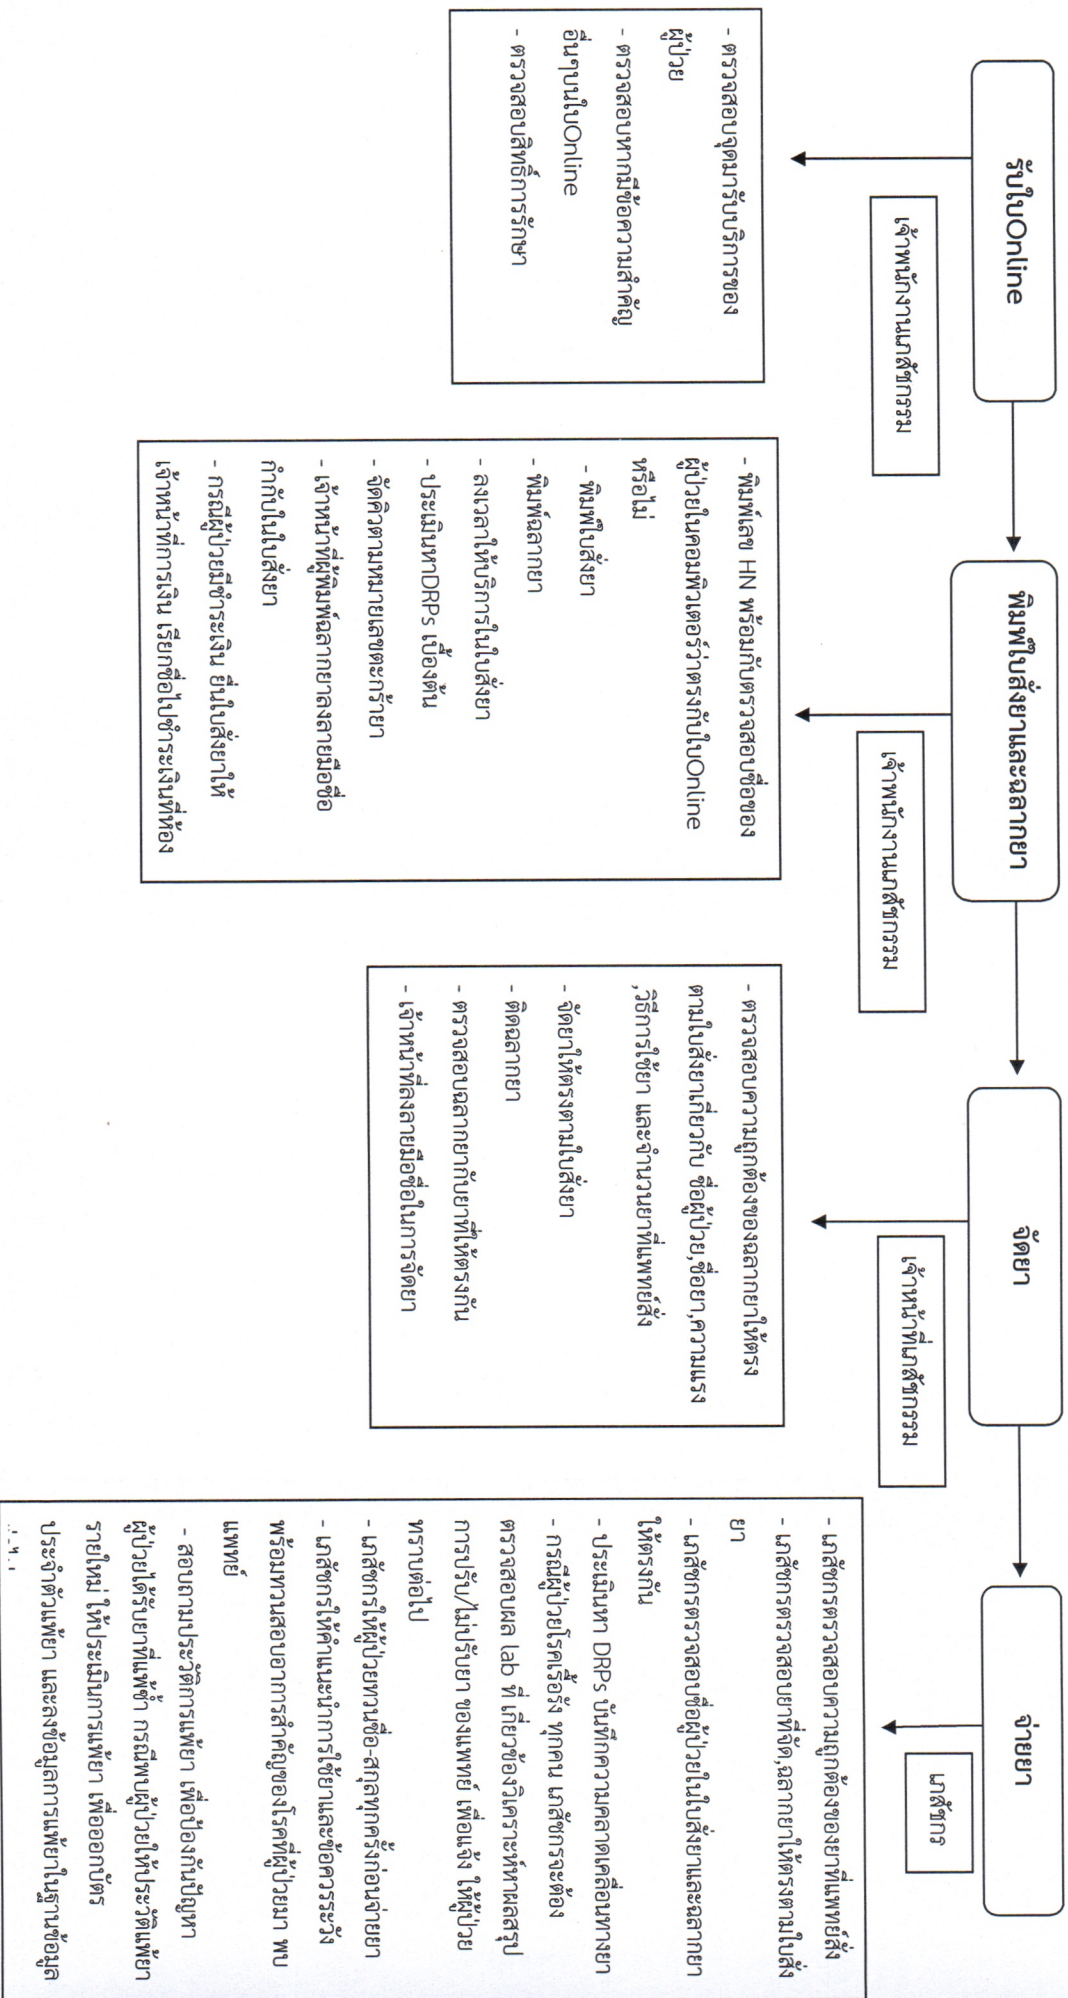 รับใบOnline
เจ้าพนักงานเภสัชกรรม
- ตรวจสอบจุดมารับบริการของ
ผู้ป่วย
- ตรวจสอบหากมีข้อความสำคัญ
อื่นๆบนใบOnline
- ตรวจสอบสิทธิ์การรักษา
พิมพ์ใบสั่งยาและฉลากยา
เจ้าพนักงานเภสัชกรรม
- พิมพ์เลข HN พร้อมกับตรวจสอบชื่อของ
ผู้ป่วยในคอมพิวเตอร์ว่าตรงกับใบOnline
หรือไม่
- พิมพ์ใบสั่งยา
- พิมพ์ฉลากยา
- ลงเวลาให้บริการในใบสั่งยา
- ประเมินหาDRPs เบื้องต้น
- จัดคิวตามหมายเลขตะกร้ายา
- เจ้าหน้าที่ผู้พิมพ์ฉลากยาลงลายมือชื่อ
กำกับในใบสั่งยา
- กรณีผู้ป่วยมีชำระเงิน ยื่นใบสั่งยาให้
เจ้าหน้าที่การเงิน เรียกชื่อไปชำระเงินที่ห้อง
จัดยา
เจ้าหน้าที่เภสัชกรรม
- ตรวจสอบความถูกต้องของฉลากยาให้ตรง
ตามใบสั่งยาเกี่ยวกับ ชื่อผู้ป่วย,ชื่อยา,ความแรง
,วิธีการใช้ยา และจำนวนยาที่แพทย์สั่ง
- จัดยาให้ตรงตามใบสั่งยา
- ติดฉลากยา
- ตรวจสอบฉลากยากับยาที่ให้ตรงกัน
- เจ้าหน้าที่ลงลายมือชื่อในการจัดยา
จ่ายยา
เภสัชกร
- เภสัชกรตรวจสอบความถูกต้องของยาที่แพทย์สั่ง
- เภสัชกรตรวจสอบยาที่จัด,ฉลากยาให้ตรงตามใบสั่ง
ยา
- เภสัชกรตรวจสอบชื่อผู้ป่วยในใบสั่งยาและฉลากยา
ให้ตรงกัน
- ประเมินหา DRPs บันทึกความคลาดเคลื่อนทางยา
- กรณีผู้ป่วยโรคเรื้อรัง ทุกคน เภสัชกรจะต้อง
ตรวจสอบผล lab ที่ เกี่ยวข้องวิเคราะห์หาผลสรุป
การปรับ/ไม่ปรับยา ของแพทย์ เพื่อแจ้ง ให้ผู้ป่วย
ทราบต่อไป
- เภสัชกรให้ผู้ป่วยทวนชื่อ-สกุลทุกครั้งก่อนจ่ายยา
- เภสัชกรให้คำแนะนำการใช้ยาและข้อควรระวัง
พร้อมทวนสอบอาการสำคัญของโรคที่ผู้ป่วยมา พบ
แพทย์
- สอบถามประวัติการแพ้ยา เพื่อป้องกันปัญหา
ผู้ป่วยได้รับยาที่แพ้ซ้ำ กรณีพบผู้ป่วยให้ประวัติแพ้ยา
รายใหม่ ให้ประเมินการแพ้ยา เพื่อออกบัตร
ประจำตัวแพ้ยา และลงข้อมูลการแพ้ยาในฐานข้อมูล